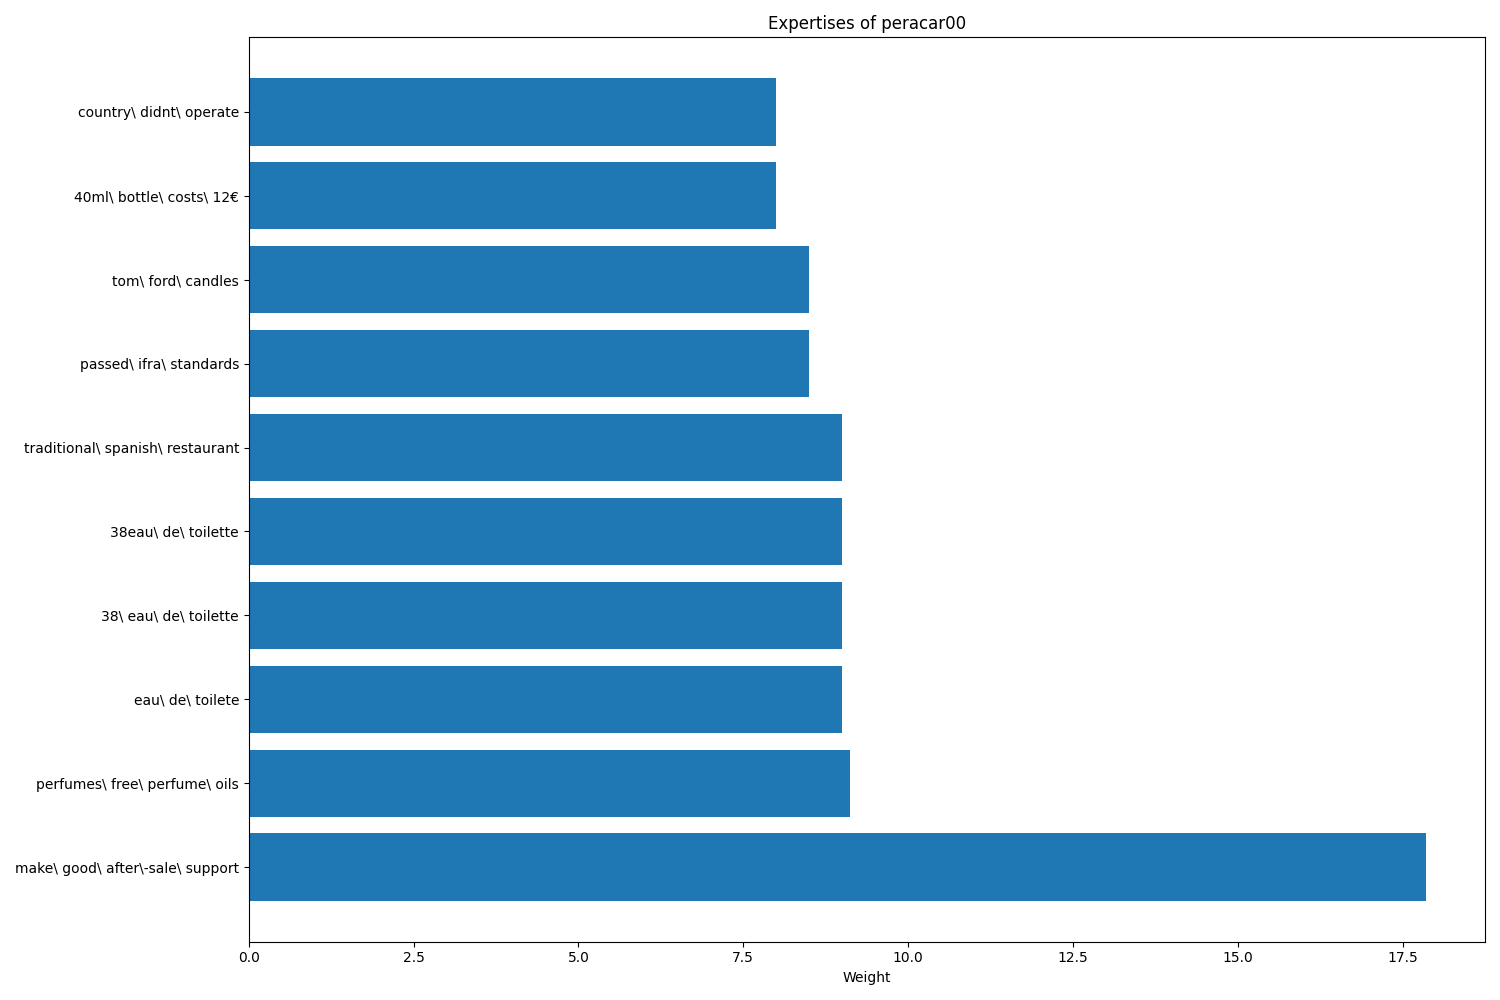 Expertises of peracar00
country\ didnt\ operate
40ml\ bottle\ costs\ 12€
tom\ ford\ candles
passed\ ifra\ standards
traditional\ spanish\ restaurant
38eau\ de\ toilette
38\ eau\ de\ toilette
eau\ de\ toilete
perfumes\ free\ perfume\ oils
make\ good\ after\-sale\ support
0.0 2.5 5.0 7.5 10.0 12.5 15.0 17.5
Weight